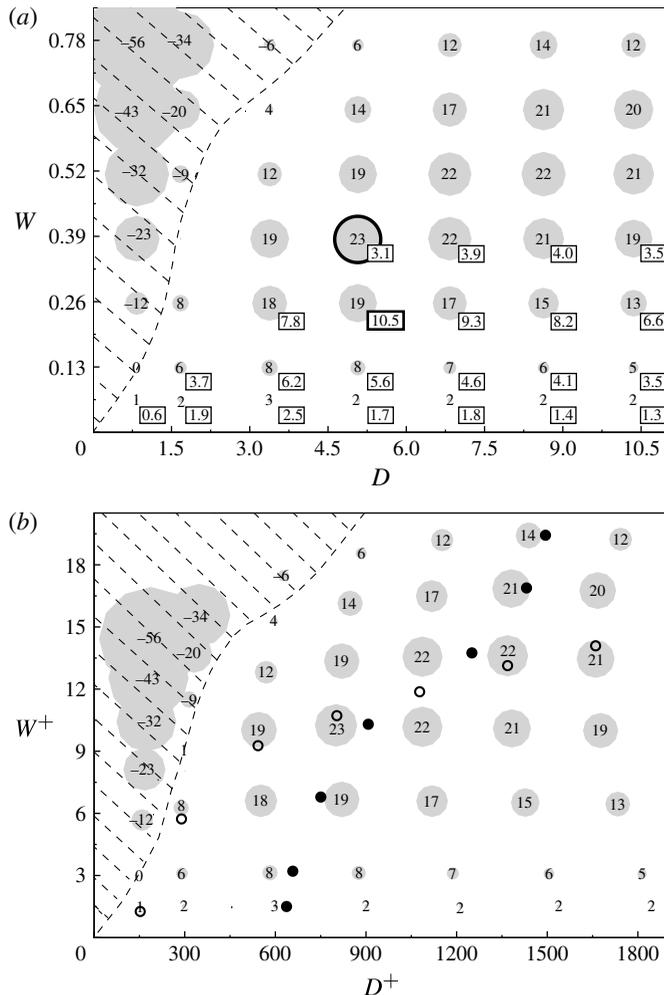 (a)
0.78 –56 –34 –6 6 12 14 12
0.65 –43 –20 4 14 17 21 20
0.52 –32 –9 12 19 22 22 21
W
0.39 –23 19 23 22 21 19
3.1 3.9 4.0 3.5
0.26 –12 8 18 19 17 15 13
7.8 10.5 9.3 8.2 6.6
0.13 0 6 8 8 7 6 5
3.7 6.2 5.6 4.6 4.1 3.5
1 2 3 2 2 2 2
0.6 1.9 2.5 1.7 1.8 1.4 1.3
0 1.5 3.0 4.5 6.0 7.5 9.0 10.5
D
(b)
12 14 12
18 –6 6
–34 14 17 21 20
15 –56 4
–20 19 22 22 21
12 –43 –9 12
W+
–32 19 23 22 21 19
9 –23 1
6 –12 8 18 19 17 15 13
3 0 6 8 8 7 6 5
1 2 3 2 2 2 2
0 300 600 900 1200 1500 1800
D+